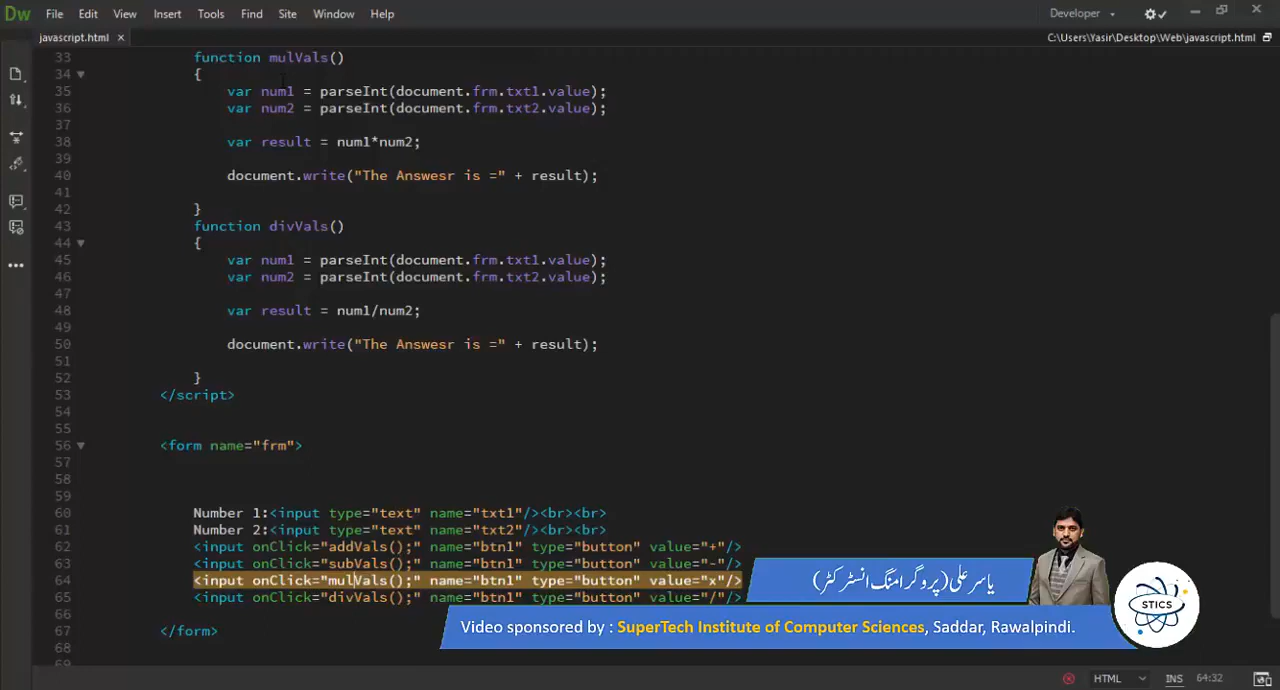 Dw File Edit View Insert Tools Find Site Window Help Developer
javascript.html C:\Users\Yasir\Desktop\Web\javascript.html
33 function mulVals()
34 {
35 var num1 = parseInt(document.frm.txt1.value);
36 var num2 = parseInt(document.frm.txt2.value);
37
38 var result = num1*num2;
39
40 document.write("The Answesr is =" + result);
41
42 }
43 function divVals()
44 {
45 var num1 = parseInt(document.frm.txt1.value);
46 var num2 = parseInt(document.frm.txt2.value);
47
48 var result = num1/num2;
49
50 document.write("The Answesr is =" + result);
51
52 }
53 </script>
54
55
56 <form name="frm">
57
58
59
60 Number 1:<input type="text" name="txt1"/><br><br>
61 Number 2:<input type="text" name="txt2"/><br><br>
62 <input onClick="addVals();" name="btn1" type="button" value="+"/>
63 <input onClick="subVals();" name="btn1" type="button" value="-"/>
64 <input onClick="mulVals();" name="btn1" type="button" value="x"/>
65 <input onClick="divVals();" name="btn1" type="button" value="/"/>
66
67 </form>
68
69
یاسر علی (پروگرامنگ انسٹرکٹر)
STICS
Video sponsored by : SuperTech Institute of Computer Sciences, Saddar, Rawalpindi.
HTML INS 64:32